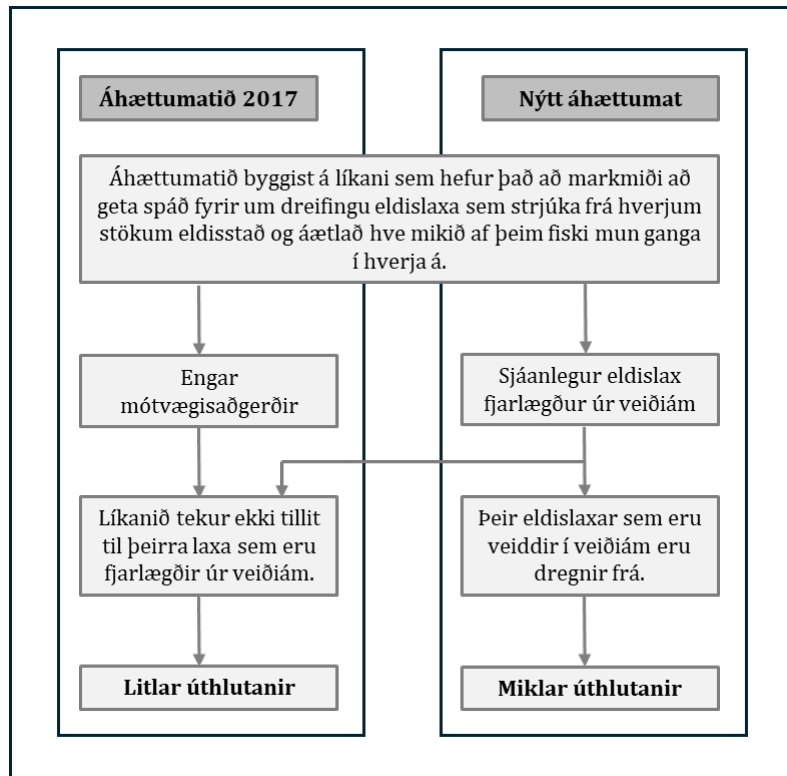 Áhættumatið 2017
Nýtt áhættumat
Áhættumatið byggist á líkani sem hefur það að markmiði að
geta spáð fyrir um dreifingu eldislaxa sem strjúka frá hverjum
stökum eldisstað og áætlað hve mikið af þeim fiski mun ganga
í hverja á.
Engar
mótvægisaðgerðir
Sjáanlegur eldislax
fjarlægður úr veiðiám
Líkanið tekur ekki tillit
til þeirra laxa sem eru
fjarlægðir úr veiðiám.
Þeir eldislaxar sem eru
veiddir í veiðiám eru
dregnir frá.
Litlar úthlutanir
Miklar úthlutanir